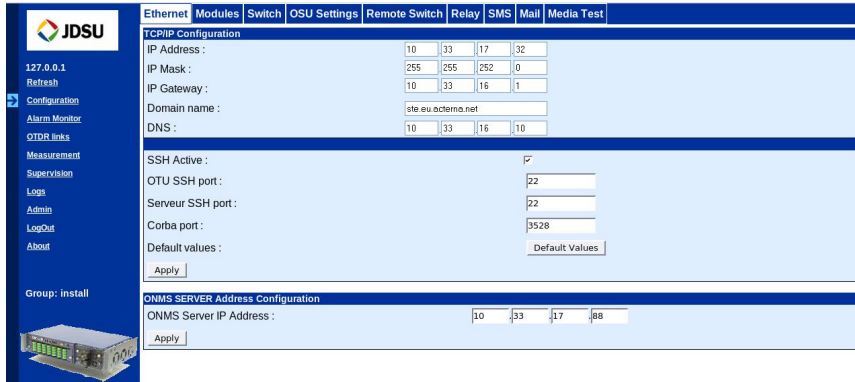 JDSU
127.0.0.1
Refresh
Configuration
Alarm Monitor
OTDR links
Measurement
Supervision
Logs
Admin
LogOut
About
Group: install
Ethernet Modules Switch OSU Settings Remote Switch Relay SMS Mail Media Test
TCP/IP Configuration
IP Address : 10 .33 .17 .32
IP Mask : 255 .255 .252 .0
IP Gateway : 10 .33 .16 .1
Domain name : ste.eu.acterna.net
DNS : 10 .33 .16 .10
SSH Active :
OTU SSH port : 22
Serveur SSH port : 22
Corba port : 3528
Default values : Default Values
Apply
ONMS SERVER Address Configuration
ONMS Server IP Address : 10 .33 .17 .88
Apply